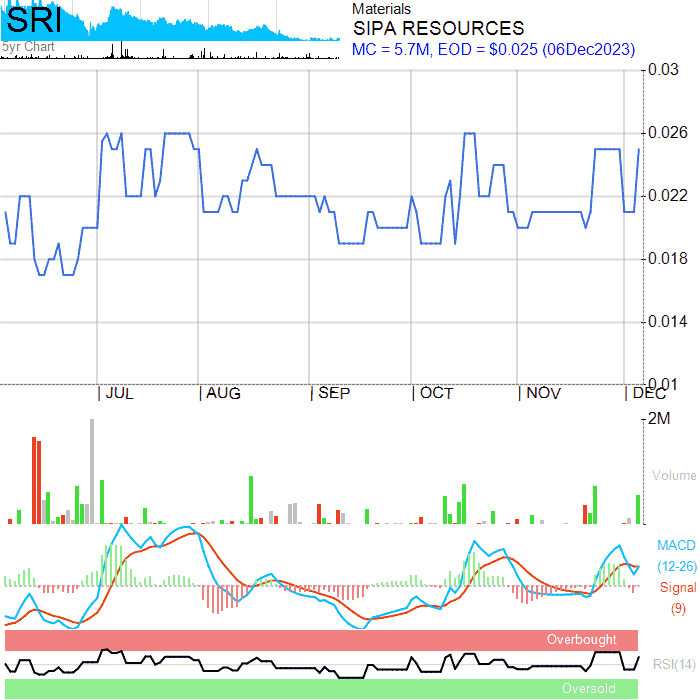 SRI
5yr Chart
Materials
SIPA RESOURCES
MC = 5.7M, EOD = $0.025 (06Dec2023)
0.03
0.026
0.022
0.018
0.014
0.01
| JUL | AUG | SEP | OCT | NOV | DEC
2M
Volume
MACD
(12-26)
Signal
(9)
Overbought
RSI(14)
Oversold